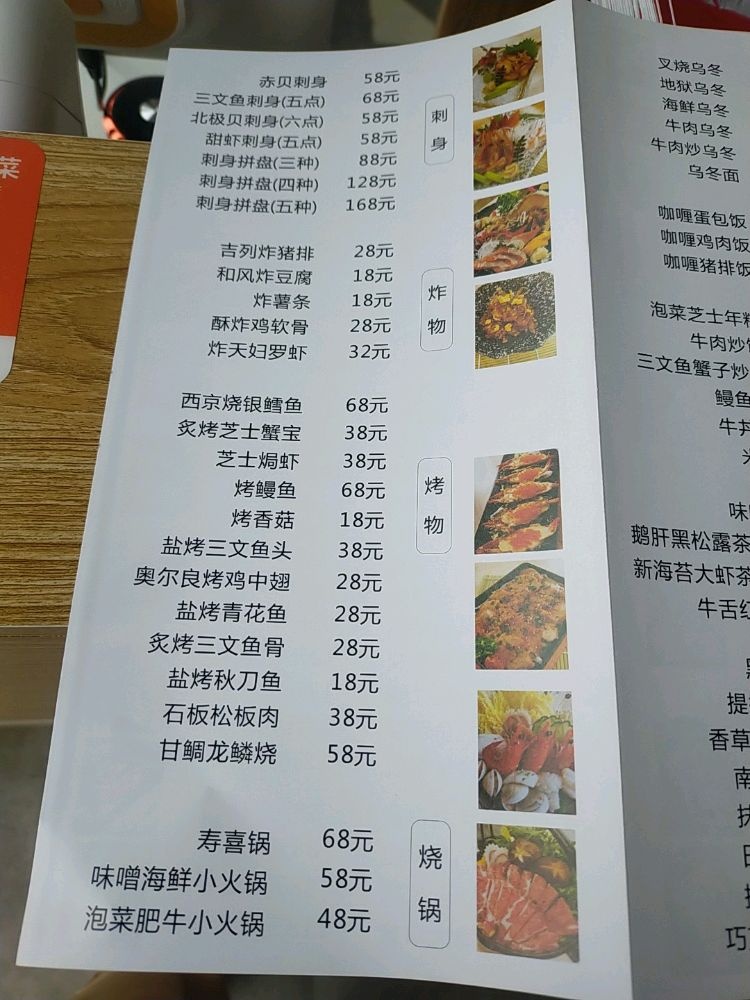 菜
赤贝刺身 58元
三文鱼刺身(五点) 68元
北极贝刺身(六点) 58元
甜虾刺身(五点) 58元
刺身拼盘(三种) 88元
刺身拼盘(四种) 128元
刺身拼盘(五种) 168元
刺身
吉列炸猪排 28元
和风炸豆腐 18元
炸薯条 18元
酥炸鸡软骨 28元
炸天妇罗虾 32元
炸物
西京烧银鳕鱼 68元
炙烤芝士蟹宝 38元
芝士焗虾 38元
烤鳗鱼 68元
烤香菇 18元
盐烤三文鱼头 38元
奥尔良烤鸡中翅 28元
盐烤青花鱼 28元
炙烤三文鱼骨 28元
盐烤秋刀鱼 18元
石板松板肉 38元
甘鲷龙鳞烧 58元
烤物
寿喜锅 68元
味噌海鲜小火锅 58元
泡菜肥牛小火锅 48元
烧锅
叉烧乌冬
地狱乌冬
海鲜乌冬
牛肉乌冬
牛肉炒乌冬
乌冬面
咖喱蛋包饭
咖喱鸡肉饭
咖喱猪排饭
泡菜芝士年糕
牛肉炒饭
三文鱼蟹子炒
鳗鱼
牛丼
味
鹅肝黑松露茶
新海苔大虾茶
牛舌红
提
香草
南
巧